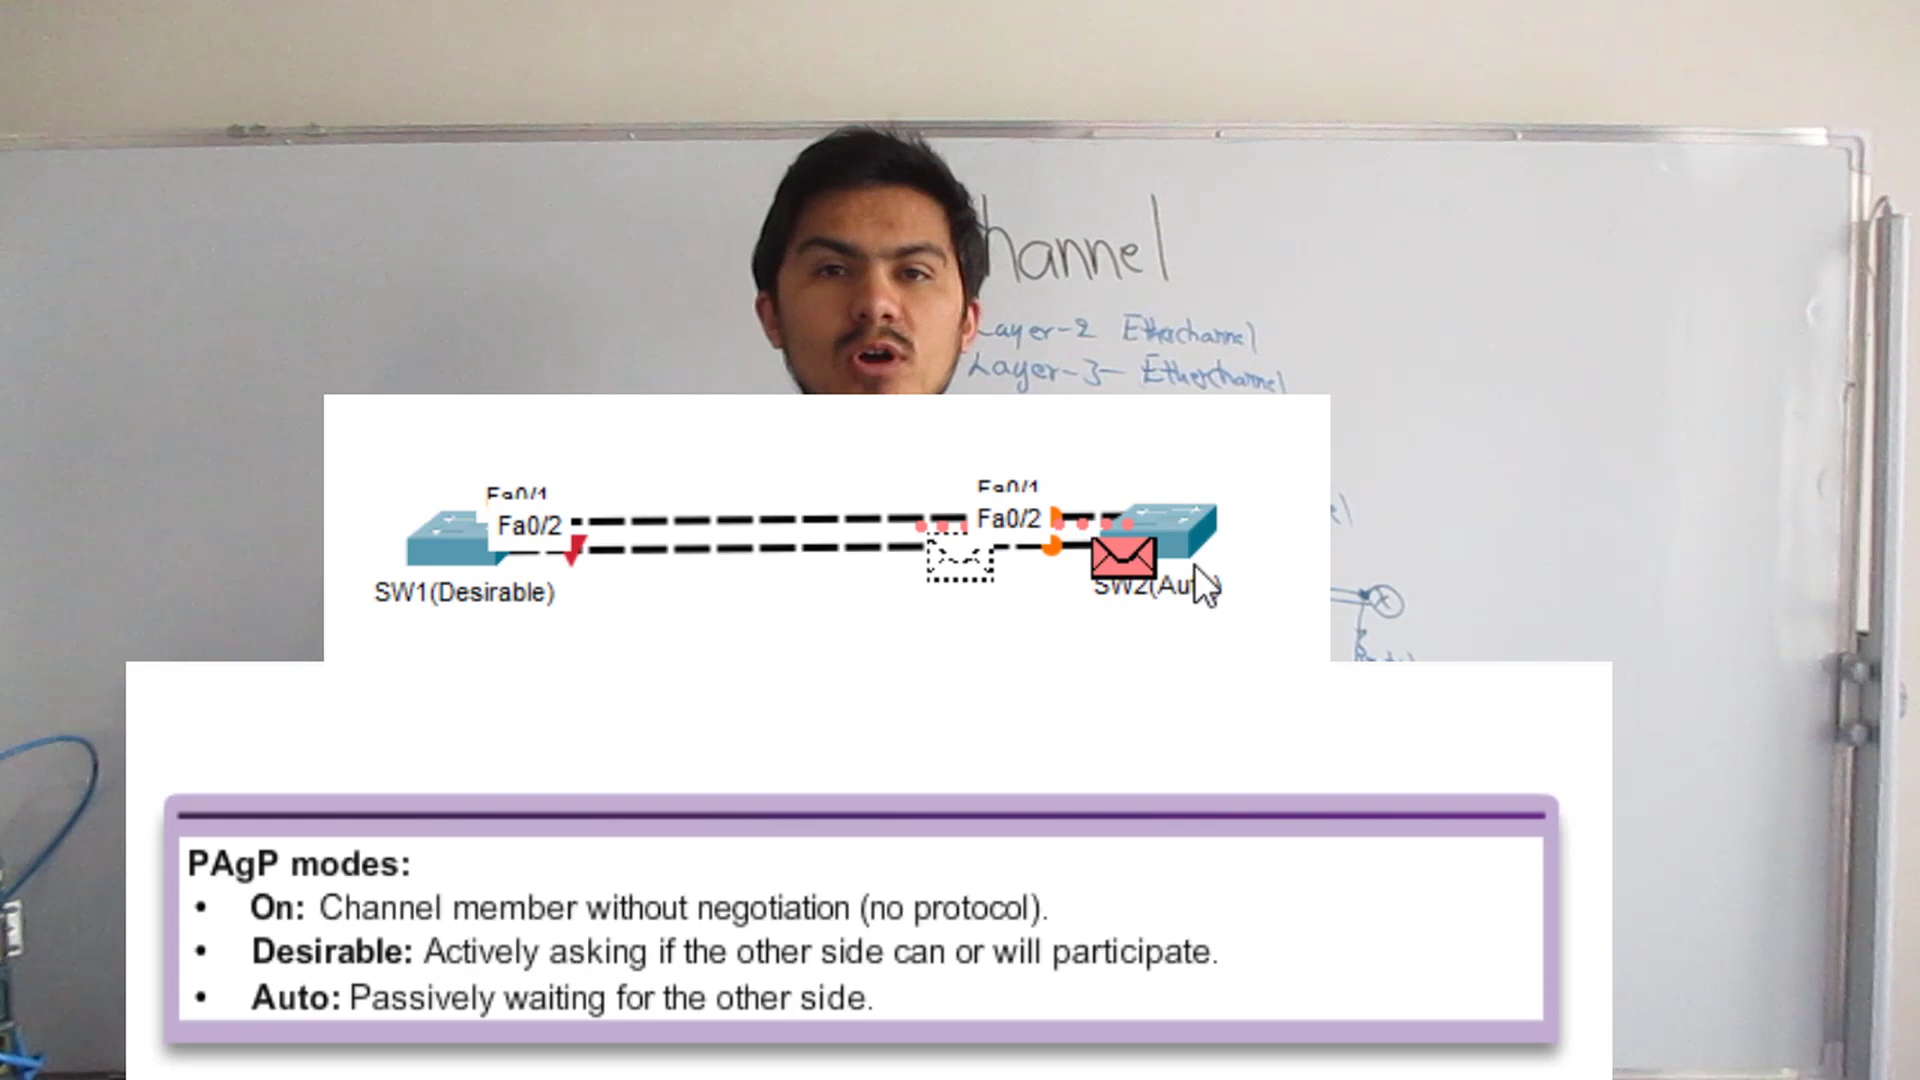 hannel
Layer-2 Etherchannel
Layer-3- Etherchannel
Fa0/1
Fa0/1
Fa0/2
Fa0/2
SW1(Desirable)
PAgP modes:
• On: Channel member without negotiation (no protocol).
• Desirable: Actively asking if the other side can or will participate.
• Auto: Passively waiting for the other side.